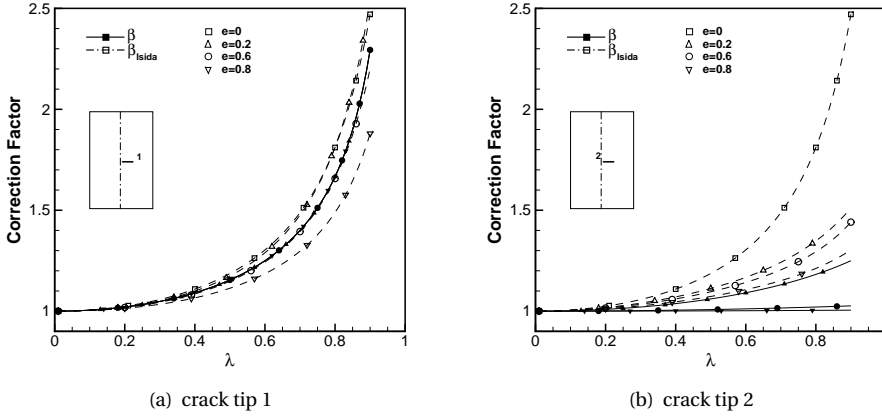 2.5
2
1.5
1
Correction Factor
β
β_Isida
e=0
e=0.2
e=0.6
e=0.8
1
0 0.2 0.4 0.6 0.8 1
λ
(a) crack tip 1
2.5
2
1.5
1
Correction Factor
β
β_Isida
e=0
e=0.2
e=0.6
e=0.8
2
0 0.2 0.4 0.6 0.8
λ
(b) crack tip 2